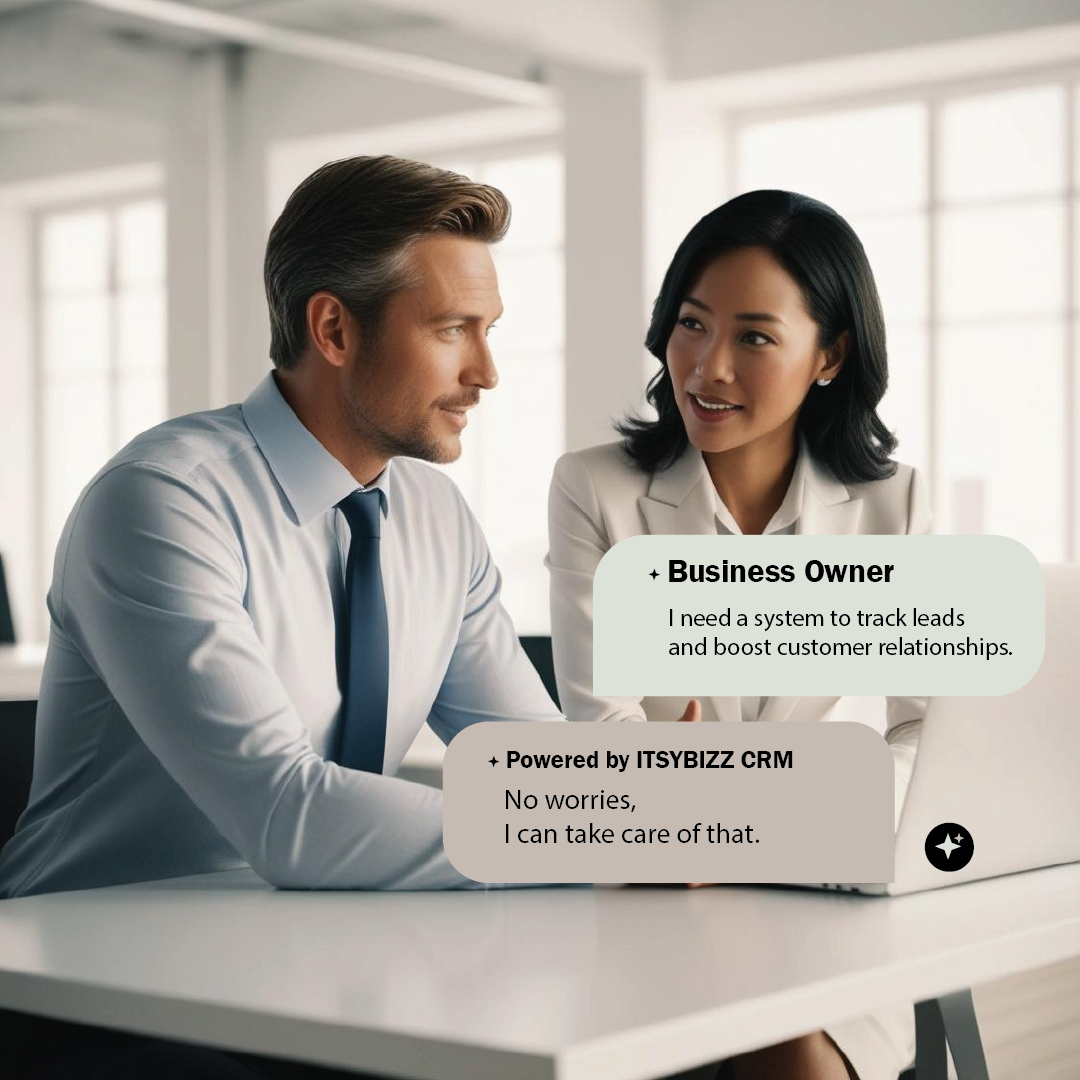 Business Owner
I need a system to track leads
and boost customer relationships.
Powered by ITSYBIZZ CRM
No worries,
I can take care of that.